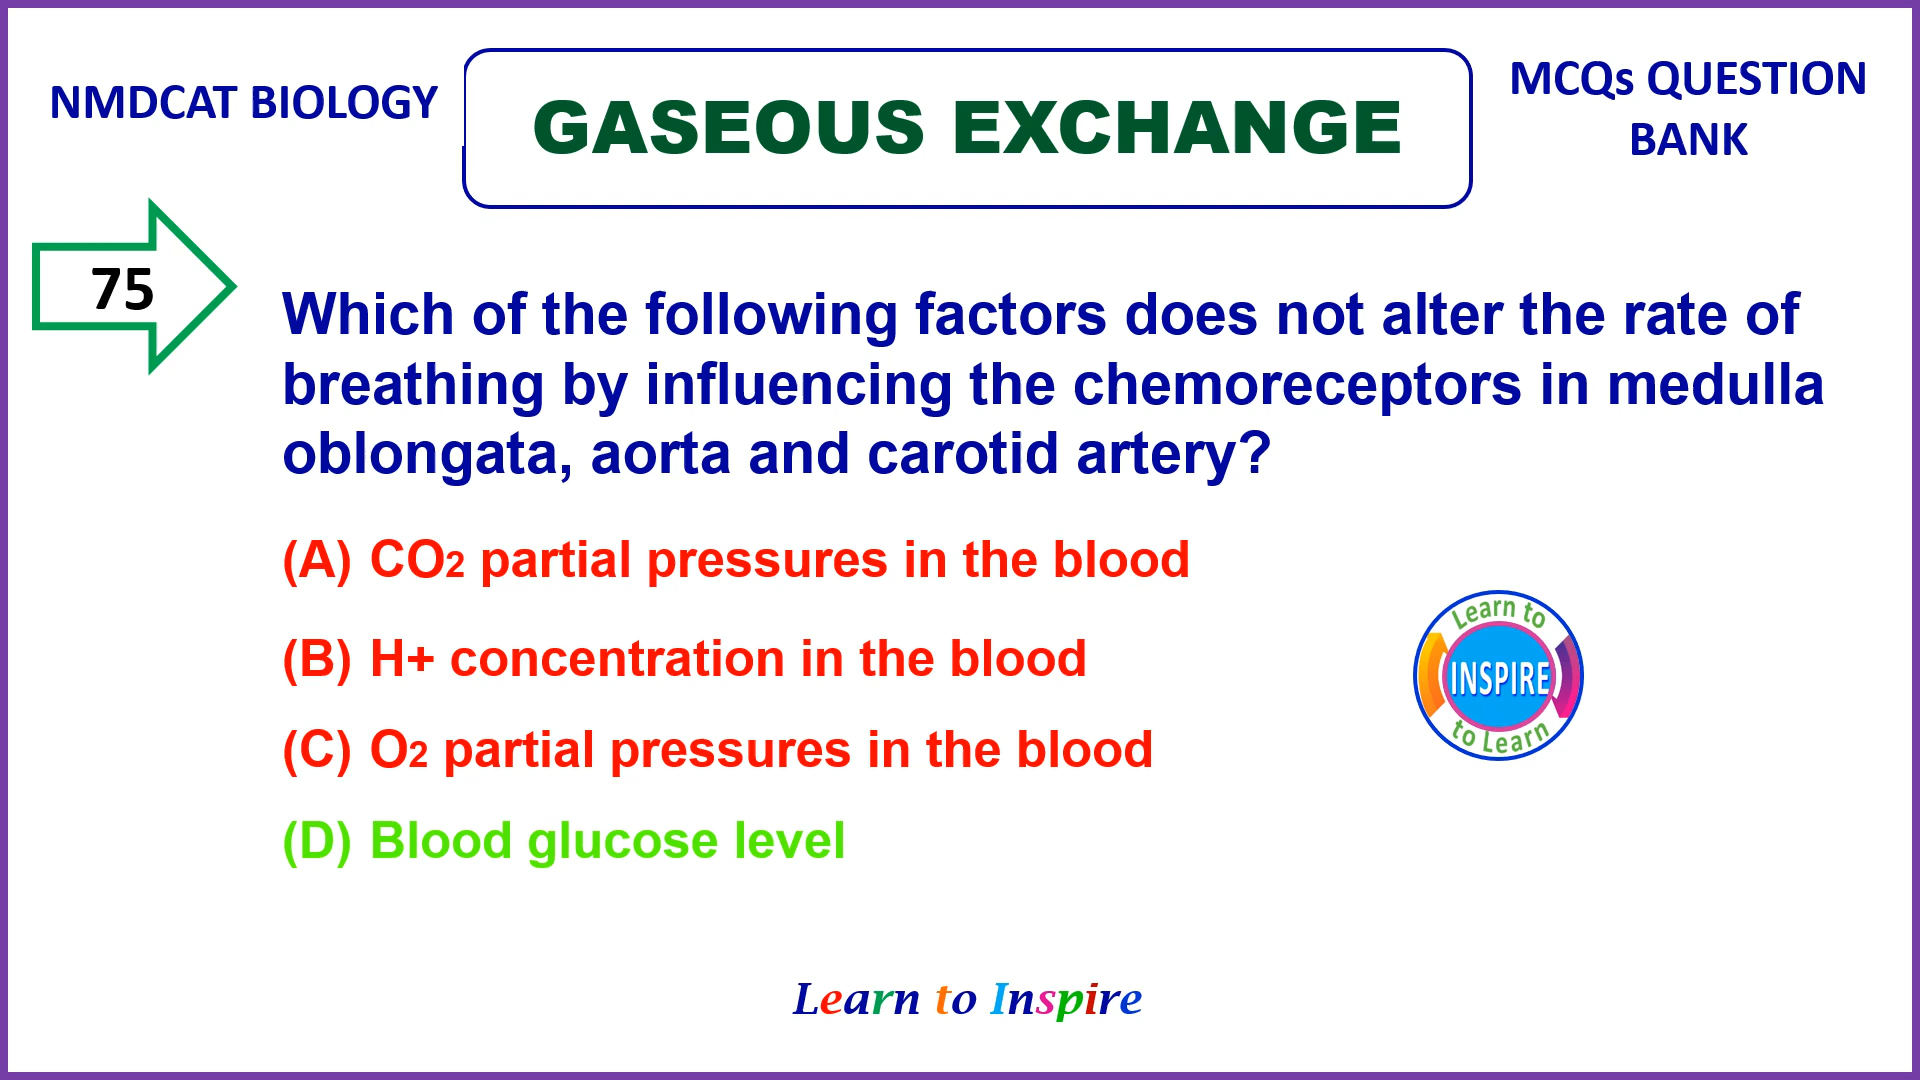 NMDCAT BIOLOGY
GASEOUS EXCHANGE
MCQs QUESTION
BANK
75
Which of the following factors does not alter the rate of
breathing by influencing the chemoreceptors in medulla
oblongata, aorta and carotid artery?
(A) CO2 partial pressures in the blood
(B) H+ concentration in the blood
(C) O2 partial pressures in the blood
(D) Blood glucose level
Learn to
INSPIRE
to Learn
Learn to Inspire